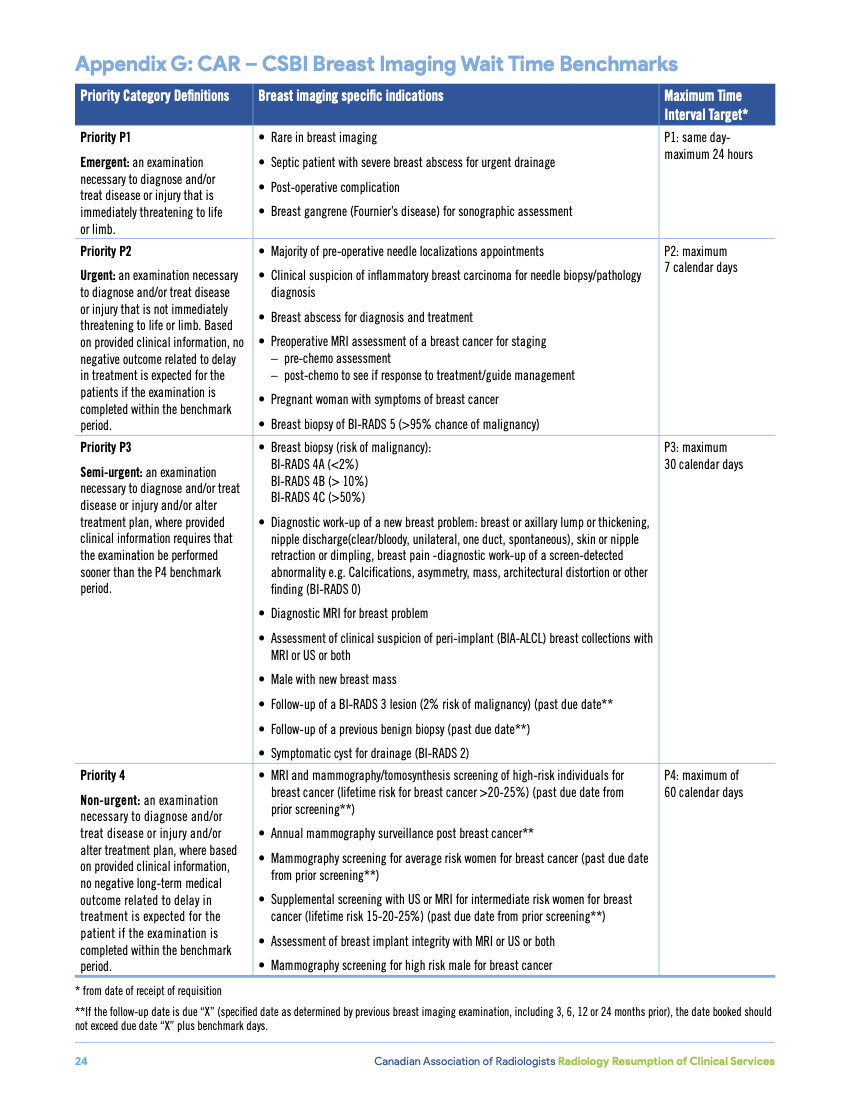 Appendix G: CAR – CSBI Breast Imaging Wait Time Benchmarks
Priority Category Definitions
Breast imaging specific indications
Maximum Time
Interval Target*
Priority P1
Emergent: an examination
necessary to diagnose and/or
treat disease or injury that is
immediately threatening to life
or limb.
• Rare in breast imaging
• Septic patient with severe breast abscess for urgent drainage
• Post-operative complication
• Breast gangrene (Fournier's disease) for sonographic assessment
P1: same day-
maximum 24 hours
Priority P2
Urgent: an examination necessary
to diagnose and/or treat disease
or injury that is not immediately
threatening to life or limb. Based
on provided clinical information, no
negative outcome related to delay
in treatment is expected for the
patients if the examination is
completed within the benchmark
period.
• Majority of pre-operative needle localizations appointments
• Clinical suspicion of inflammatory breast carcinoma for needle biopsy/pathology
diagnosis
• Breast abscess for diagnosis and treatment
• Preoperative MRI assessment of a breast cancer for staging
– pre-chemo assessment
– post-chemo to see if response to treatment/guide management
• Pregnant woman with symptoms of breast cancer
• Breast biopsy of BI-RADS 5 (>95% chance of malignancy)
P2: maximum
7 calendar days
Priority P3
Semi-urgent: an examination
necessary to diagnose and/or treat
disease or injury and/or alter
treatment plan, where provided
clinical information requires that
the examination be performed
sooner than the P4 benchmark
period.
• Breast biopsy (risk of malignancy):
BI-RADS 4A (<2%)
BI-RADS 4B (> 10%)
BI-RADS 4C (>50%)
• Diagnostic work-up of a new breast problem: breast or axillary lump or thickening,
nipple discharge(clear/bloody, unilateral, one duct, spontaneous), skin or nipple
retraction or dimpling, breast pain -diagnostic work-up of a screen-detected
abnormality e.g. Calcifications, asymmetry, mass, architectural distortion or other
finding (BI-RADS 0)
• Diagnostic MRI for breast problem
• Assessment of clinical suspicion of peri-implant (BIA-ALCL) breast collections with
MRI or US or both
• Male with new breast mass
• Follow-up of a BI-RADS 3 lesion (2% risk of malignancy) (past due date**
• Follow-up of a previous benign biopsy (past due date**)
• Symptomatic cyst for drainage (BI-RADS 2)
P3: maximum
30 calendar days
Priority 4
Non-urgent: an examination
necessary to diagnose and/or
treat disease or injury and/or
alter treatment plan, where based
on provided clinical information,
no negative long-term medical
outcome related to delay in
treatment is expected for the
patient if the examination is
completed within the benchmark
period.
• MRI and mammography/tomosynthesis screening of high-risk individuals for
breast cancer (lifetime risk for breast cancer >20-25%) (past due date from
prior screening**)
• Annual mammography surveillance post breast cancer**
• Mammography screening for average risk women for breast cancer (past due date
from prior screening**)
• Supplemental screening with US or MRI for intermediate risk women for breast
cancer (lifetime risk 15-20-25%) (past due date from prior screening**)
• Assessment of breast implant integrity with MRI or US or both
• Mammography screening for high risk male for breast cancer
P4: maximum of
60 calendar days
* from date of receipt of requisition
**If the follow-up date is due “X” (specified date as determined by previous breast imaging examination, including 3, 6, 12 or 24 months prior), the date booked should
not exceed due date “X” plus benchmark days.
24
Canadian Association of Radiologists Radiology Resumption of Clinical Services